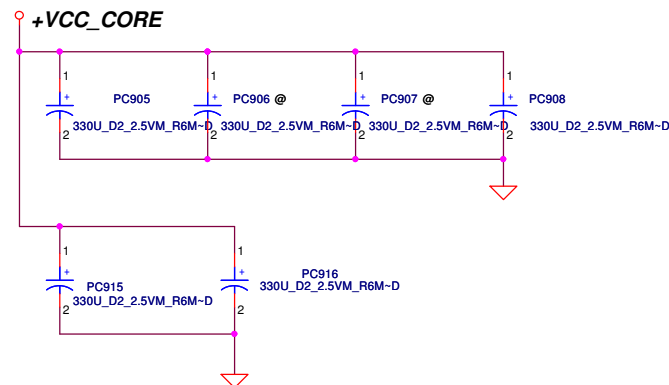 +VCC_CORE
1 1 1 1
+ + + +
PC905 PC906 @ PC907 @ PC908
330U_D2_2.5VM_R6M~D 330U_D2_2.5VM_R6M~D 330U_D2_2.5VM_R6M~D 330U_D2_2.5VM_R6M~D
2 2 2 2
1 1
+ +
PC915 PC916
330U_D2_2.5VM_R6M~D 330U_D2_2.5VM_R6M~D
2 2